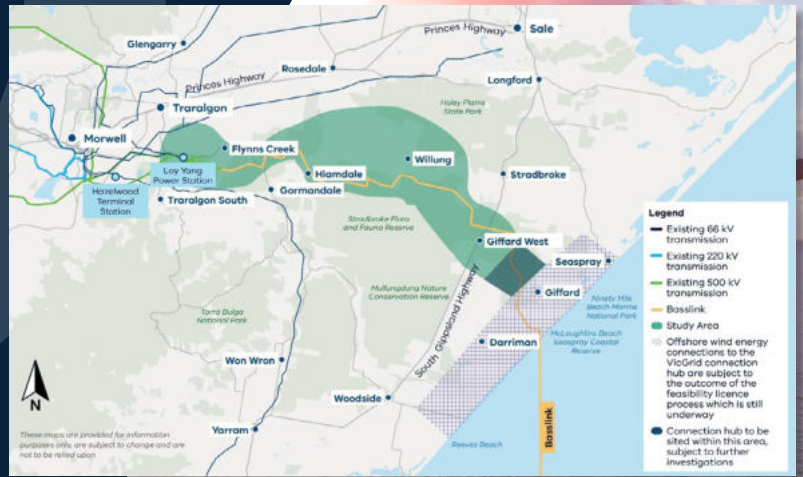 Glengarry
Princes Highway
Sale
Rosedale
Princes Highway
Longford
Traralgon
Holey Plains
State Park
Morwell
Flynns Creek
Willung
Loy Yang
Power Station
Hiamdale
Stradbroke
Hazelwood
Terminal
Station
Traralgon South
Gormandale
Stradbroke Flora
and Fauna Reserve
Giffard West
Seaspray
Mullungdung Nature
Conservation Reserve
Giffard
Ninety Mile
Beach Marine
National Park
Tarra Bulga
National Park
South Gippsland Highway
McLoughlins Beach
Seaspray Coastal
Reserve
Darriman
Won Wron
Woodside
Yarram
Reeves Beach
Basslink
N
These maps are provided for information
purposes only, are subject to change and are
not to be relied upon
Legend
Existing 66 kV
transmission
Existing 220 kV
transmission
Existing 500 kV
transmission
Basslink
Study Area
Offshore wind energy
connections to the
VicGrid connection
hub are subject to
the outcome of the
feasibility licence
process which is still
underway
Connection hub to be
sited within this area,
subject to further
investigations